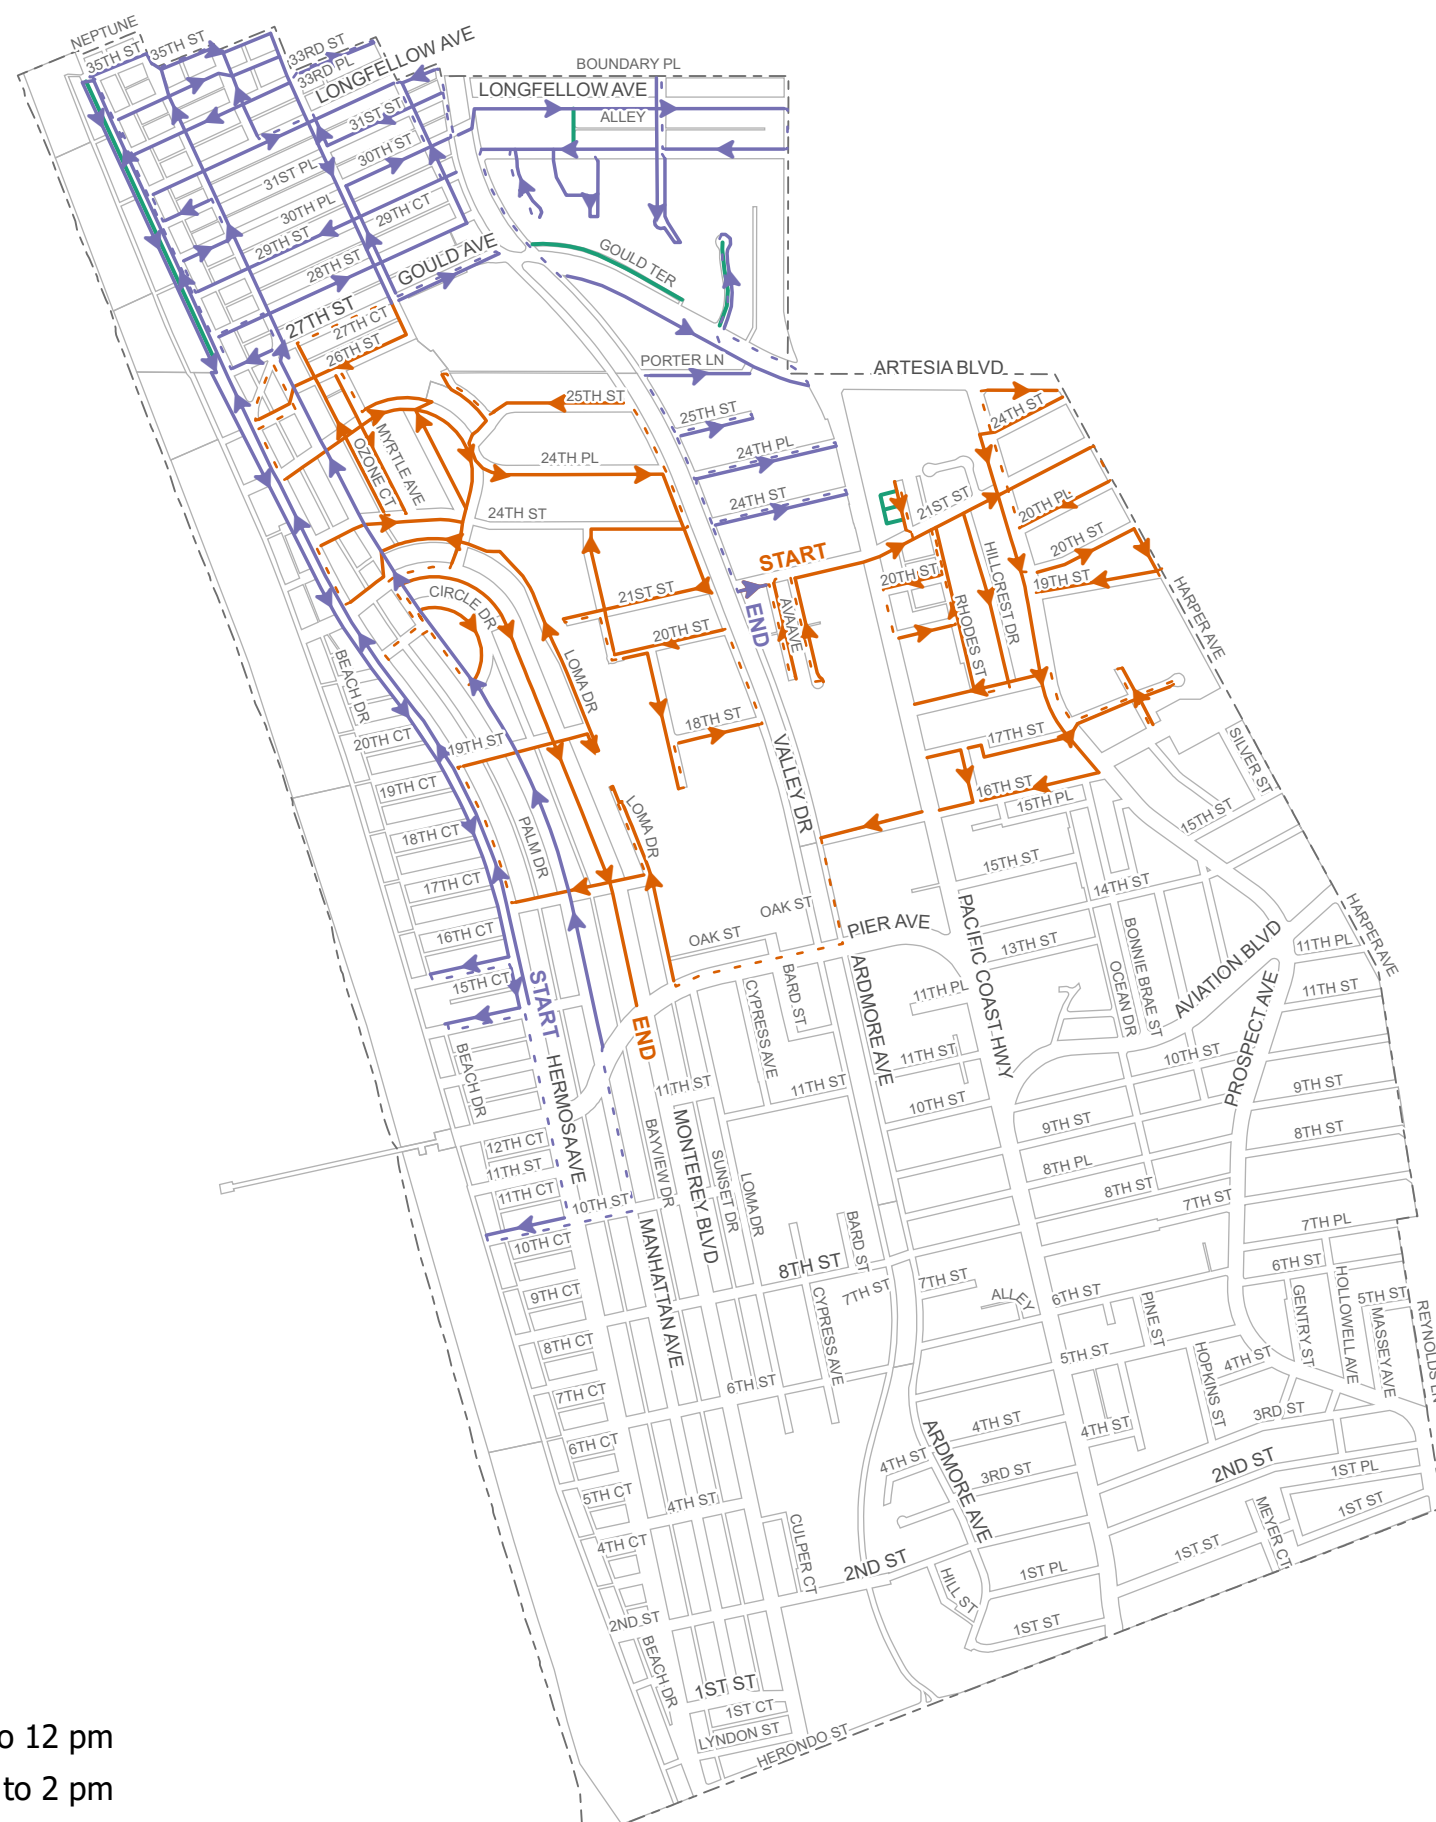 NEPTUNE
35TH ST
35TH ST
33RD ST
33RD PL
LONGFELLOW AVE
BOUNDARY PL
LONGFELLOW AVE
ALLEY
31ST ST
30TH ST
31ST PL
30TH PL
29TH CT
29TH ST
28TH ST
GOULD AVE
GOULD TER
27TH ST
27TH CT
26TH ST
PORTER LN
ARTESIA BLVD
25TH ST
25TH ST
24TH ST
MYRTLE AVE
OZONE CT
24TH PL
24TH PL
24TH ST
24TH ST
21ST ST
20TH PL
START
20TH ST
HILLCREST DR
20TH ST
19TH ST
CIRCLE DR
21ST ST
END
AVA AVE
RHODES ST
HARPER AVE
20TH ST
LOMA DR
BEACH DR
18TH ST
17TH ST
SILVER ST
20TH CT
19TH ST
VALLEY DR
19TH CT
16TH ST
15TH PL
15TH ST
LOMA DR
18TH CT
PALM DR
15TH ST
17TH CT
14TH ST
OAK ST
PIER AVE
PACIFIC COAST HWY
HARPER AVE
16TH CT
OAK ST
13TH ST
BONNIE BRAE ST
AVIATION BLVD
11TH PL
15TH CT
START
CYPRESS AVE
BARD ST
ARDMORE AVE
11TH PL
OCEAN DR
PROSPECT AVE
11TH ST
END
HERMOSA AVE
BEACH DR
11TH ST
11TH ST
11TH ST
10TH ST
9TH ST
10TH ST
9TH ST
8TH ST
12TH CT
BAYVIEW DR
MONTEREY BLVD
SUNSET DR
LOMA DR
11TH ST
8TH PL
8TH ST
7TH ST
11TH CT
10TH ST
7TH PL
10TH CT
MANHATTAN AVE
BARD ST
8TH ST
7TH ST
7TH ST
6TH ST
9TH CT
CYPRESS AVE
ALLEY
6TH ST
PINE ST
GENTRY ST
HOLLOWELL AVE
5TH ST
MASSEY AVE
8TH CT
5TH ST
HOPKINS ST
4TH ST
7TH CT
6TH ST
3RD ST
4TH ST
4TH ST
6TH CT
ARDMORE AVE
4TH ST
3RD ST
2ND ST
1ST PL
5TH CT
4TH ST
MEYER CT
1ST ST
4TH CT
CULPER CT
2ND ST
1ST ST
HILL ST
1ST PL
2ND ST
1ST ST
BEACH DR
1ST ST
1ST CT
LYNDON ST
HERONDO ST
12 pm
to 2 pm